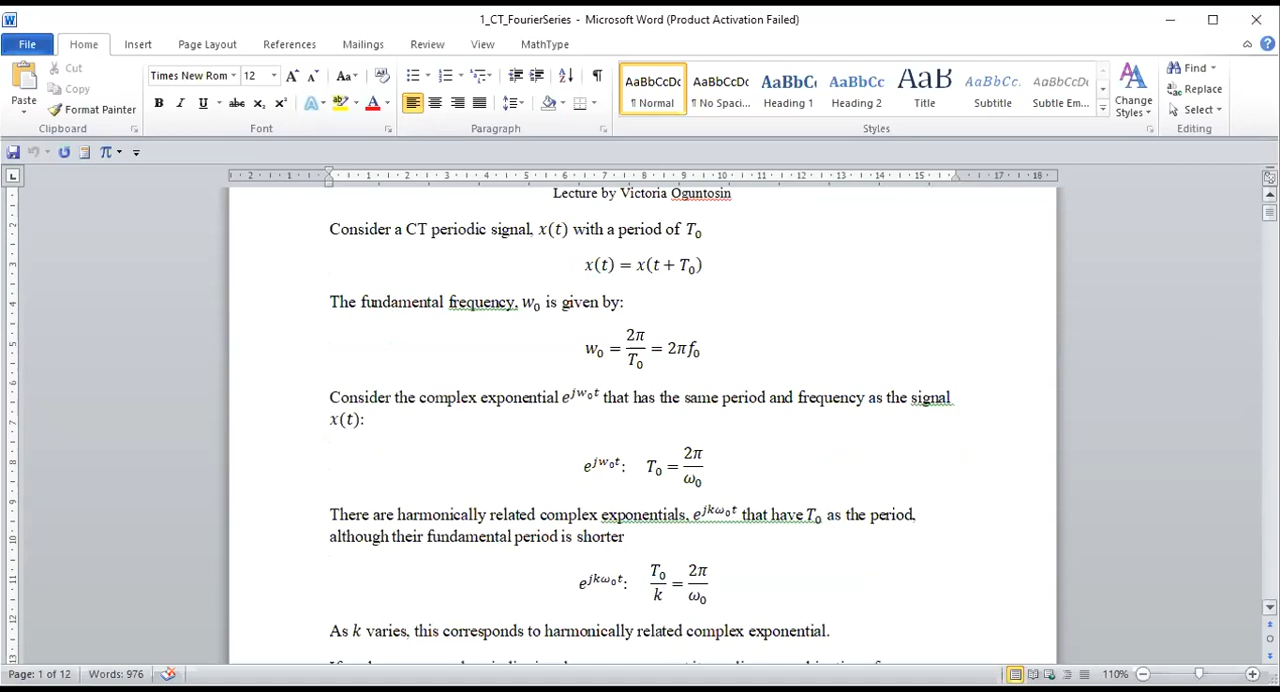 1_CT_FourierSeries - Microsoft Word (Product Activation Failed)
File Home Insert Page Layout References Mailings Review View MathType
Paste
Cut
Copy
Format Painter
Clipboard
Times New Rom 12
Font
Paragraph
AaBbCcDc AaBbCcDc AaBbCc AaBbCc AaB AaBbCc. AaBbCcDc
¶ Normal ¶ No Spaci... Heading 1 Heading 2 Title Subtitle Subtle Em...
Styles
Change Styles
Find
Replace
Select
Editing
Lecture by Victoria Oguntosin
Consider a CT periodic signal, x(t) with a period of T₀
x(t) = x(t + T₀)
The fundamental frequency, w₀ is given by:
w₀ = 2π/T₀ = 2πf₀
Consider the complex exponential e^{jw₀t} that has the same period and frequency as the signal
x(t):
e^{jw₀t}: T₀ = 2π/ω₀
There are harmonically related complex exponentials, e^{jkω₀t} that have T₀ as the period,
although their fundamental period is shorter
e^{jkω₀t}: T₀/k = 2π/ω₀
As k varies, this corresponds to harmonically related complex exponential.
Page: 1 of 12 Words: 976 110%